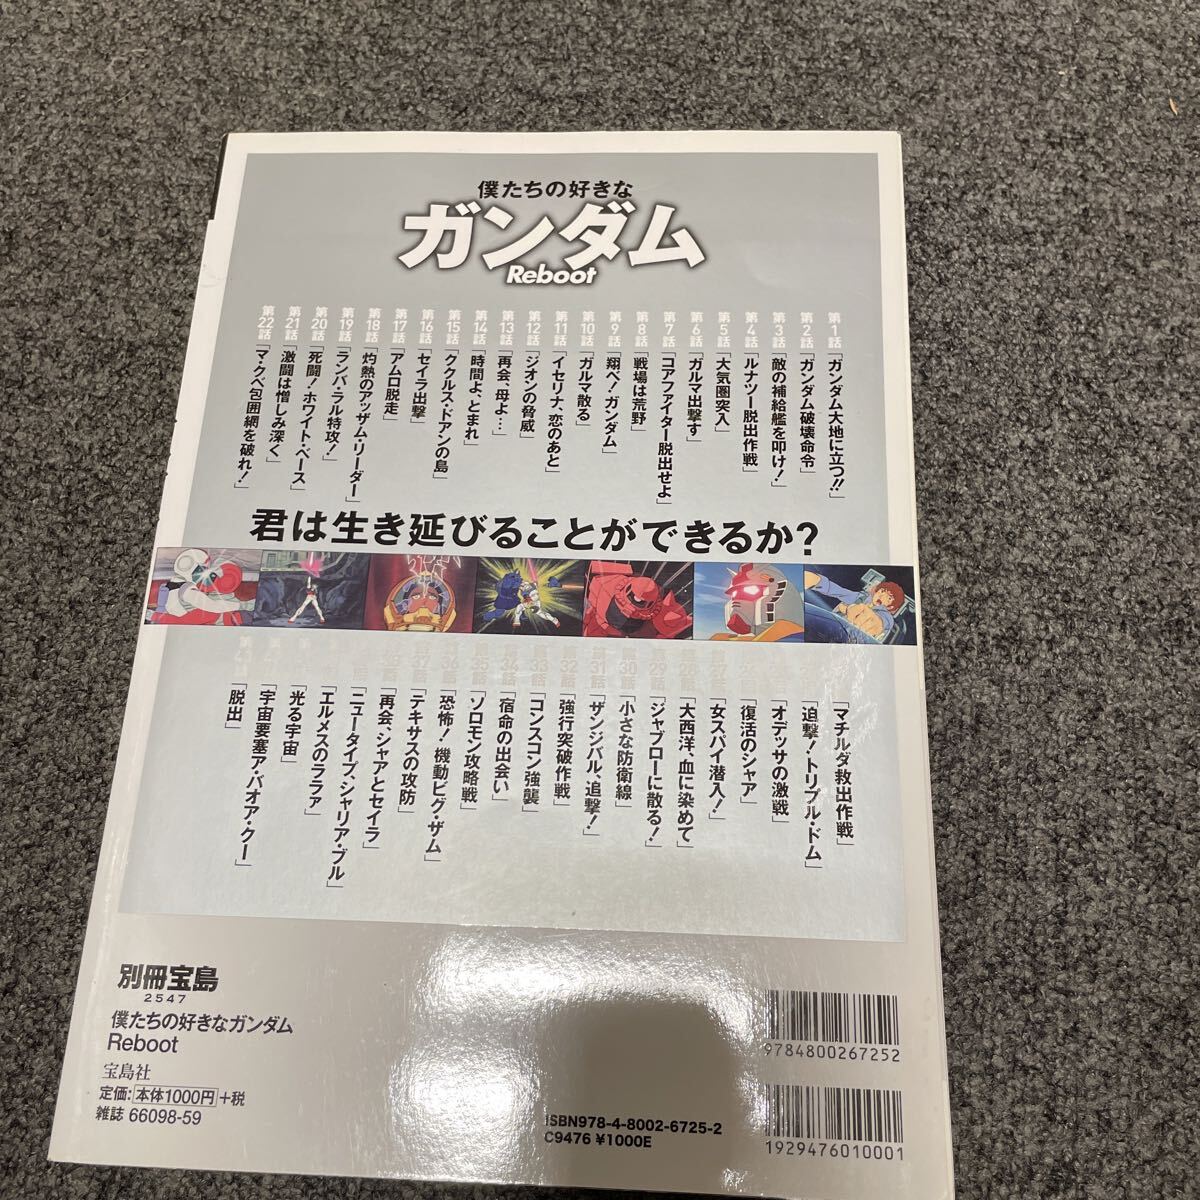 僕たちの好きな
ガンダム
Reboot
第1話「ガンダム大地に立つ!!」
第2話「ガンダム破壊命令」
第3話「敵の補給艦を叩け!」
第4話「ルナツー脱出作戦」
第5話「大気圏突入」
第6話「ガルマ出撃す」
第7話「コアファイター脱出せよ」
第8話「戦場は荒野」
第9話「翔べ!ガンダム」
第10話「ガルマ散る」
第11話「イセリナ、恋のあと」
第12話「ジオンの脅威」
第13話「再会、母よ…」
第14話「時間よ、とまれ」
第15話「ククルス・ドアンの島」
第16話「セイラ出撃」
第17話「アムロ脱走」
第18話「灼熱のアッザム・リーダー」
第19話「ランバ・ラル特攻!」
第20話「死闘!ホワイト・ベース」
第21話「激闘は憎しみ深く」
第22話「マ・クベ包囲網を破れ!」
君は生き延びることができるか?
「マチルダ救出作戦」
「追撃!トリプル・ドム」
「オデッサの激戦」
「復活のシャア」
「女スパイ潜入!」
「大西洋、血に染めて」
第29話「ジャブローに散る!」
第30話「小さな防衛線」
第31話「ザンジバル、追撃!」
第32話「強行突破作戦」
第33話「コンスコン強襲」
第34話「宿命の出会い」
第35話「ソロモン攻略戦」
第36話「恐怖!機動ビグ・ザム」
第37話「テキサスの攻防」
「再会、シャアとセイラ」
「ニュータイプ、シャリア・ブル」
「エルメスのララァ」
「光る宇宙」
「宇宙要塞ア・バオア・クー」
「脱出」
別冊宝島
2547
僕たちの好きなガンダム
Reboot
宝島社
定価:本体1000円+税
雑誌 66098-59
ISBN978-4-8002-6725-2
C9476 ¥1000E
9784800267252
1929476010001